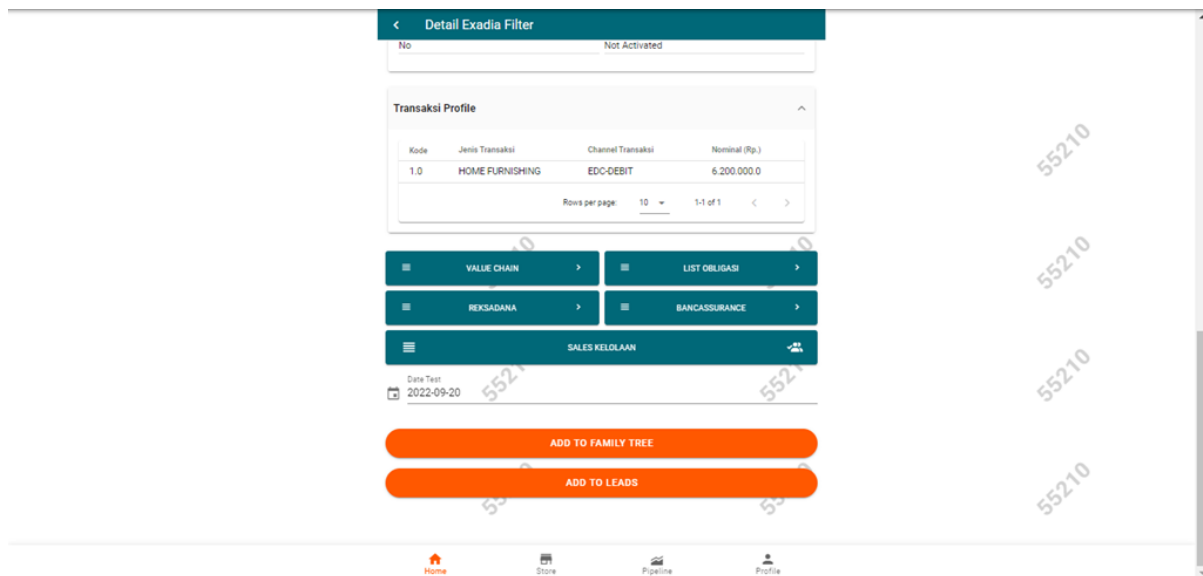 Detail Exadia Filter
No Not Activated
Transaksi Profile
Kode Jenis Transaksi Channel Transaksi Nominal (Rp.)
1.0 HOME FURNISHING EDC-DEBIT 6.200.000.0
Rows per page: 10 1-1 of 1
55210
VALUE CHAIN LIST OBLIGASI
55210
REKSADANA BANCASSURANCE
SALES KELOLAAN
Date Test
2022-09-20
55210 55210 55210
ADD TO FAMILY TREE
ADD TO LEADS
55210
Home Store Pipeline Profile